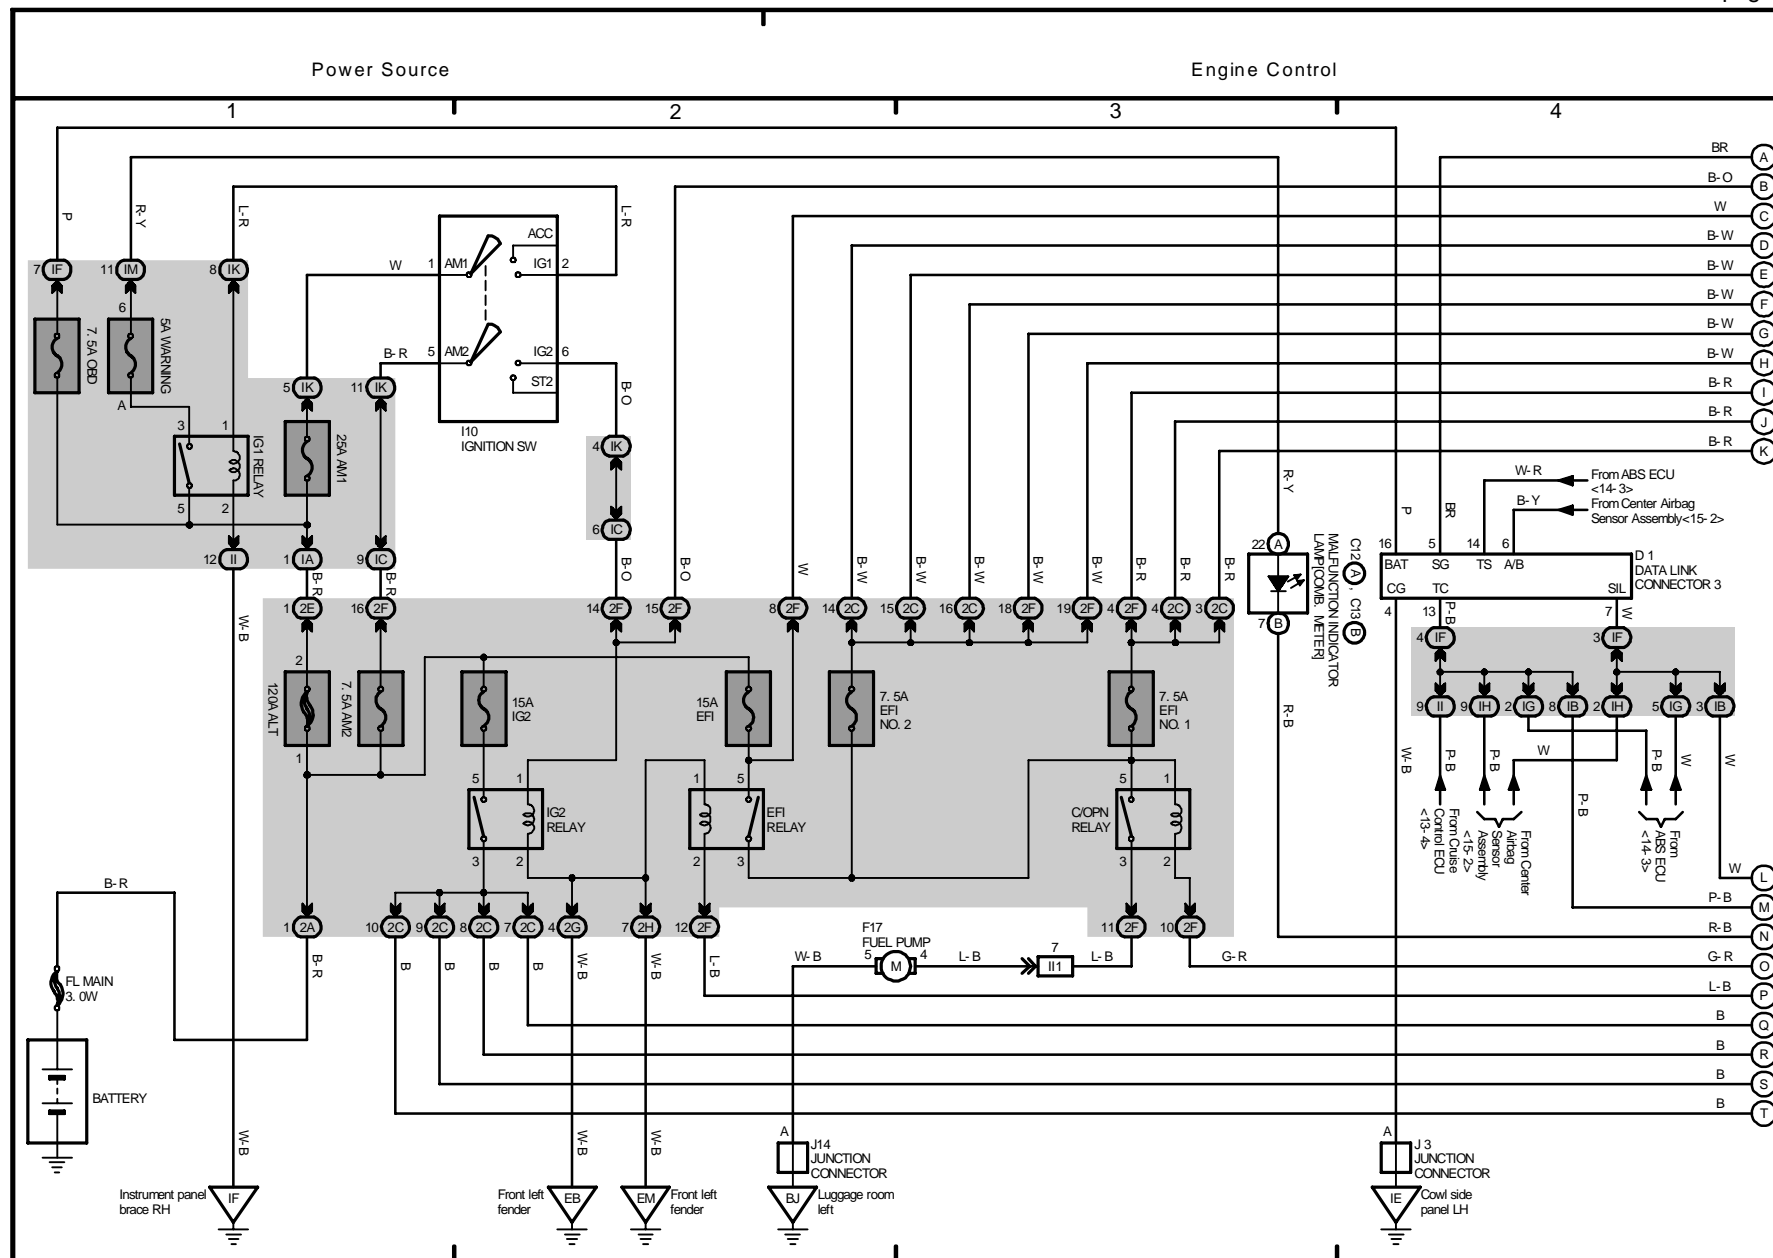 Power Source
Engine Control
1
2
3
4
BR
A
B-O
B
W
C
B-W
D
B-W
E
B-W
F
B-W
G
B-W
H
B-R
I
B-R
J
B-R
K
P
R-Y
L-R
L-R
7 IF
11 IM
8 IK
W
1 AM1
ACC
IG1 2
B-R
5 AM2
IG2 6
ST2
I10
IGNITION SW
7. 5A OBD
6
5A WARNING
A
3
1
5
2
IG1 RELAY
5 IK
11 IK
25A AM1
12 II
1 IA
9 IC
B-O
4 IK
6 IC
B-R
B-R
B-O
B-O
W
B-W
B-W
B-W
B-W
B-W
B-R
B-R
B-R
R-Y
P
BR
W-R
From ABS ECU
<14-3>
B-Y
From Center Airbag
Sensor Assembly<15-2>
22 A
7 B
C12 A , C13 B
MALFUNCTION INDICATOR
LAMP[COMB. METER]
16
5
14
6
BAT
SG
TS
A/B
CG
TC
SIL
4
13
7
D 1
DATA LINK
CONNECTOR 3
P-B
W
4 IF
3 IF
9 II
9 IH
2 IG
8 IB
2 IH
5 IG
3 IB
1 2E
16 2F
14 2F
15 2F
8 2F
14 2C
15 2C
16 2C
18 2F
19 2F
4 2F
4 2C
3 2C
W-B
2
120A ALT
1
7. 5A AM2
15A
IG2
15A
EFI
7. 5A
EFI
NO. 2
7. 5A
EFI
NO. 1
R-B
W-B
P-B
P-B
W
P-B
P-B
W
W
5
1
3
2
IG2
RELAY
1
5
2
3
EFI
RELAY
5
1
3
2
C/OPN
RELAY
From Cruise
Control ECU
<13-4>
From Center
Airbag
Sensor
Assembly
<15-2>
From
ABS ECU
<14-3>
W
L
P-B
M
R-B
N
G-R
O
L-B
P
B
Q
B
R
B
S
B
T
B-R
1 2A
10 2C
9 2C
8 2C
7 2C
4 2G
7 2H
12 2F
11 2F
10 2F
B-R
B
B
B
B
W-B
W-B
L-B
F17
FUEL PUMP
W-B
5
M
4
L-B
7
II1
L-B
G-R
FL MAIN
3. 0W
BATTERY
W-B
W-B
W-B
A
J14
JUNCTION
CONNECTOR
A
J 3
JUNCTION
CONNECTOR
Instrument panel
brace RH
IF
Front left
fender
EB
EM
Front left
fender
BJ
Luggage room
left
IE
Cowl side
panel LH